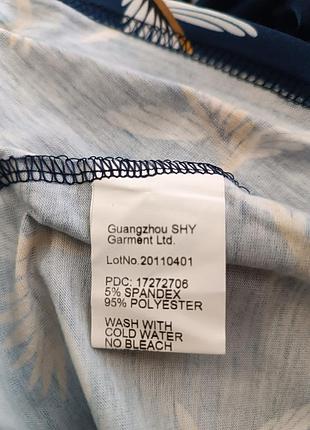 Guangzhou SHY
Garment Ltd.
LotNo.20110401
PDC: 17272706
5% SPANDEX
95% POLYESTER
WASH WITH
COLD WATER
NO BLEACH